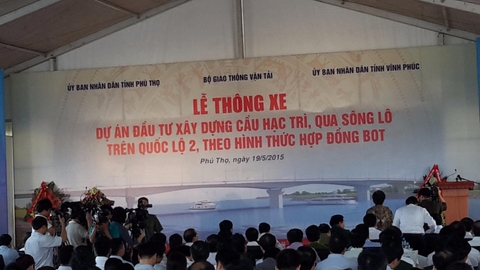 ỦY BAN NHÂN DÂN TỈNH PHÚ THỌ
BỘ GIAO THÔNG VẬN TẢI
ỦY BAN NHÂN DÂN TỈNH VĨNH PHÚC
LỄ THÔNG XE
DỰ ÁN ĐẦU TƯ XÂY DỰNG CẦU HẠC TRÌ, QUA SÔNG LÔ
TRÊN QUỐC LỘ 2, THEO HÌNH THỨC HỢP ĐỒNG BOT
Phú Thọ, ngày 19/5/2015